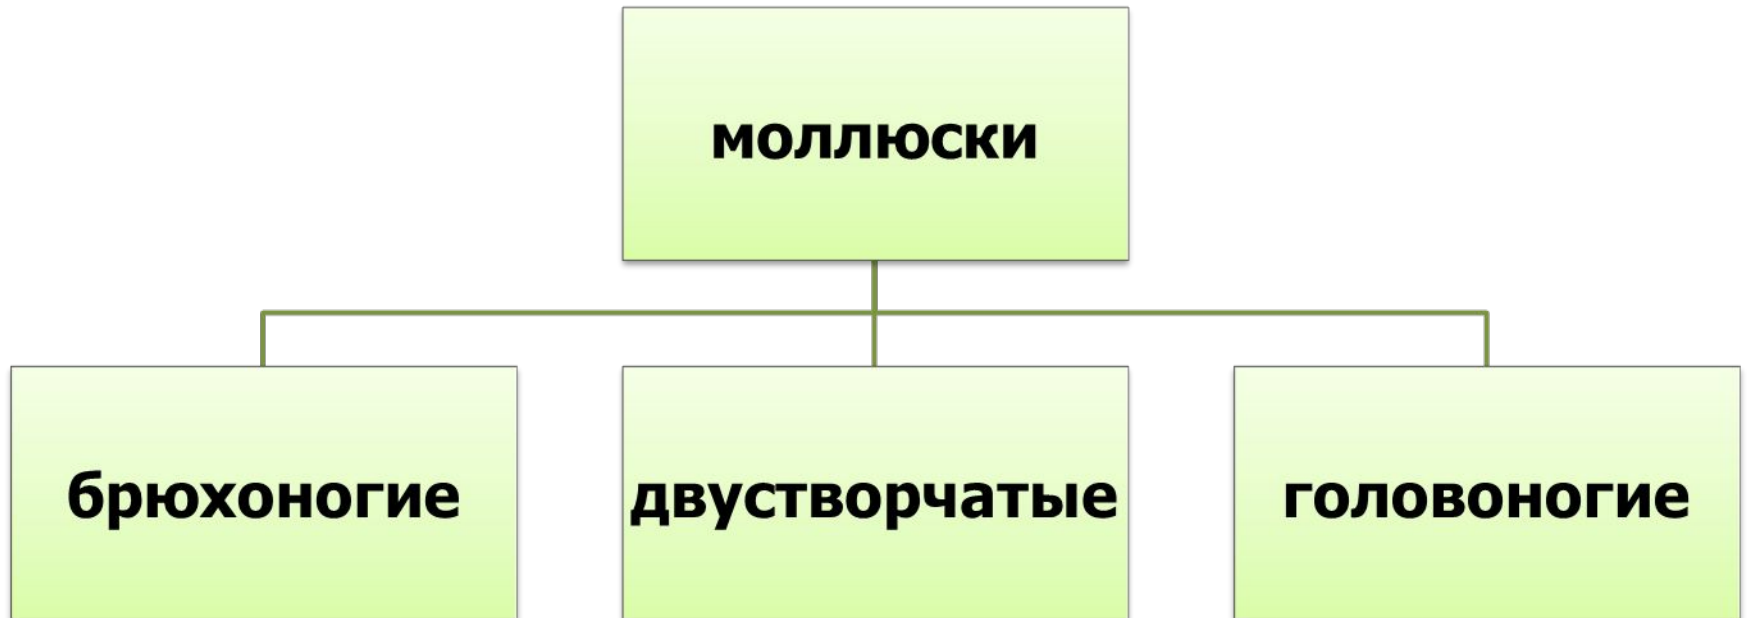 моллюски
брюхоногие
двустворчатые
головоногие